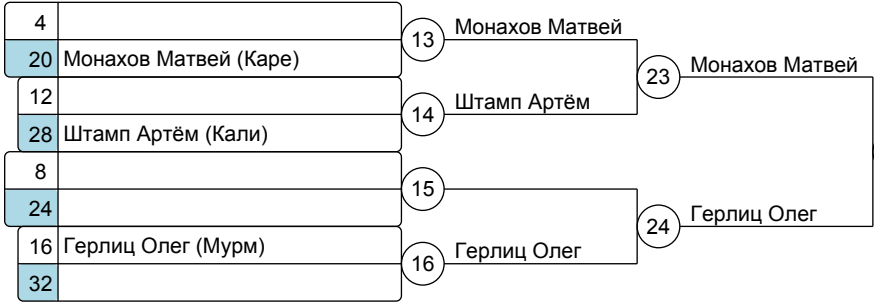 4
20 Монахов Матвей (Каре)
12
28 Штамп Артём (Кали)
8
24
16 Герлиц Олег (Мурм)
32
13 Монахов Матвей
14 Штамп Артём
15
16 Герлиц Олег
23 Монахов Матвей
24 Герлиц Олег